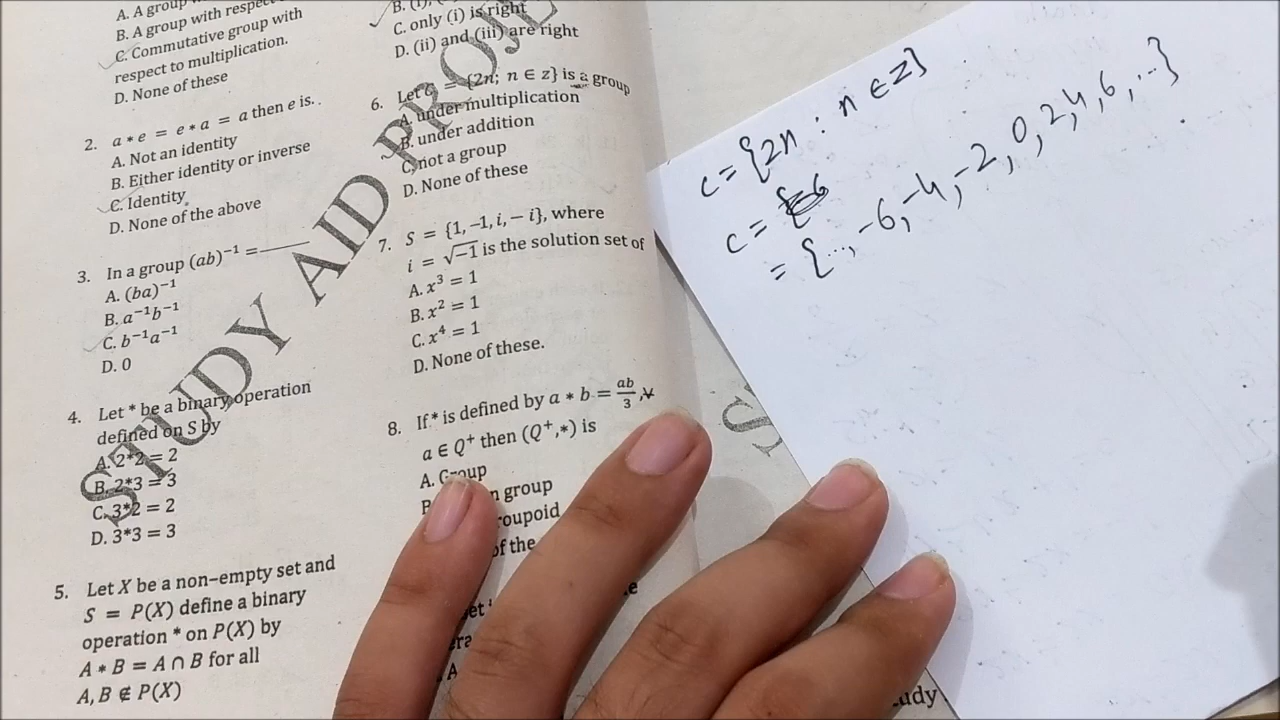 A. A group
B. A group with respect
C. Commutative group with
respect to multiplication.
D. None of these
2. a * e = e * a = a then e is. .
A. Not an identity
B. Either identity or inverse
C. Identity
D. None of the above
3. In a group (ab)⁻¹ = ______
A. (ba)⁻¹
B. a⁻¹b⁻¹
C. b⁻¹a⁻¹
D. 0
4. Let * be a binary operation
defined on S by
A. 2*2 = 2
B. 2*3 = 3
C. 3*2 = 2
D. 3*3 = 3
5. Let X be a non-empty set and
S = P(X) define a binary
operation * on P(X) by
A * B = A ∩ B for all
A, B ∉ P(X)
B. (i),
C. only (i) is right
D. (ii) and (iii) are right
6. Let G = {2n; n ∈ z} is a group
A. under multiplication
B. under addition
C. not a group
D. None of these
7. S = {1, -1, i, - i}, where
i = √-1 is the solution set of
A. x³ = 1
B. x² = 1
C. x⁴ = 1
D. None of these.
8. If * is defined by a * b = ab/3, ∀
a ∈ Q⁺ then (Q⁺,*) is
A. Group
group
of the
STUDY AID
c = {2n : n ∈ Z}
c =
= {..., -6, -4, -2, 0, 2, 4, 6, ...}